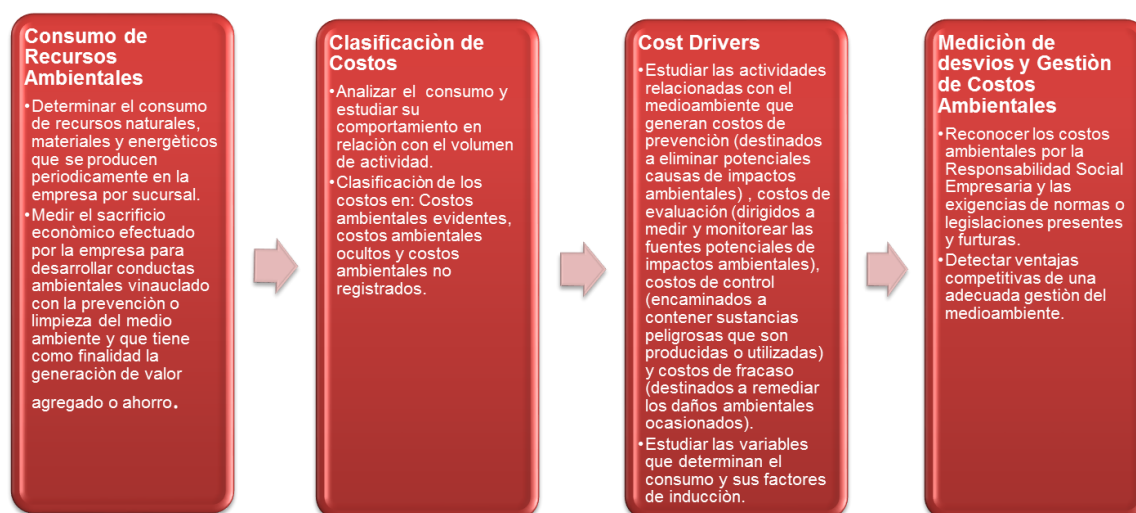 Consumo de
Recursos
Ambientales
•Determinar el consumo
de recursos naturales,
materiales y energèticos
que se producen
periodicamente en la
empresa por sucursal.
•Medir el sacrificio
econòmico efectuado
por la empresa para
desarrollar conductas
ambientales vinauclado
con la prevenciòn o
limpieza del medio
ambiente y que tiene
como finalidad la
generaciòn de valor
agregado o ahorro.
Clasificaciòn de
Costos
•Analizar el consumo y
estudiar su
comportamiento en
relaciòn con el volumen
de actividad.
•Clasificaciòn de los
costos en: Costos
ambientales evidentes,
costos ambientales
ocultos y costos
ambientales no
registrados.
Cost Drivers
•Estudiar las actividades
relacionadas con el
medioambiente que
generan costos de
prevenciòn (destinados
a eliminar potenciales
causas de impactos
ambientales) , costos de
evaluación (dirigidos a
medir y monitorear las
fuentes potenciales de
impactos ambientales),
costos de control
(encaminados a
contener sustancias
peligrosas que son
producidas o utilizadas)
y costos de fracaso
(destinados a remediar
los daños ambientales
ocasionados).
•Estudiar las variables
que determinan el
consumo y sus factores
de inducciòn.
Mediciòn de
desvios y Gestiòn
de Costos
Ambientales
•Reconocer los costos
ambientales por la
Responsabilidad Social
Empresaria y las
exigencias de normas o
legislaciones presentes
y furturas.
•Detectar ventajas
competitivas de una
adecuada gestiòn del
medioambiente.